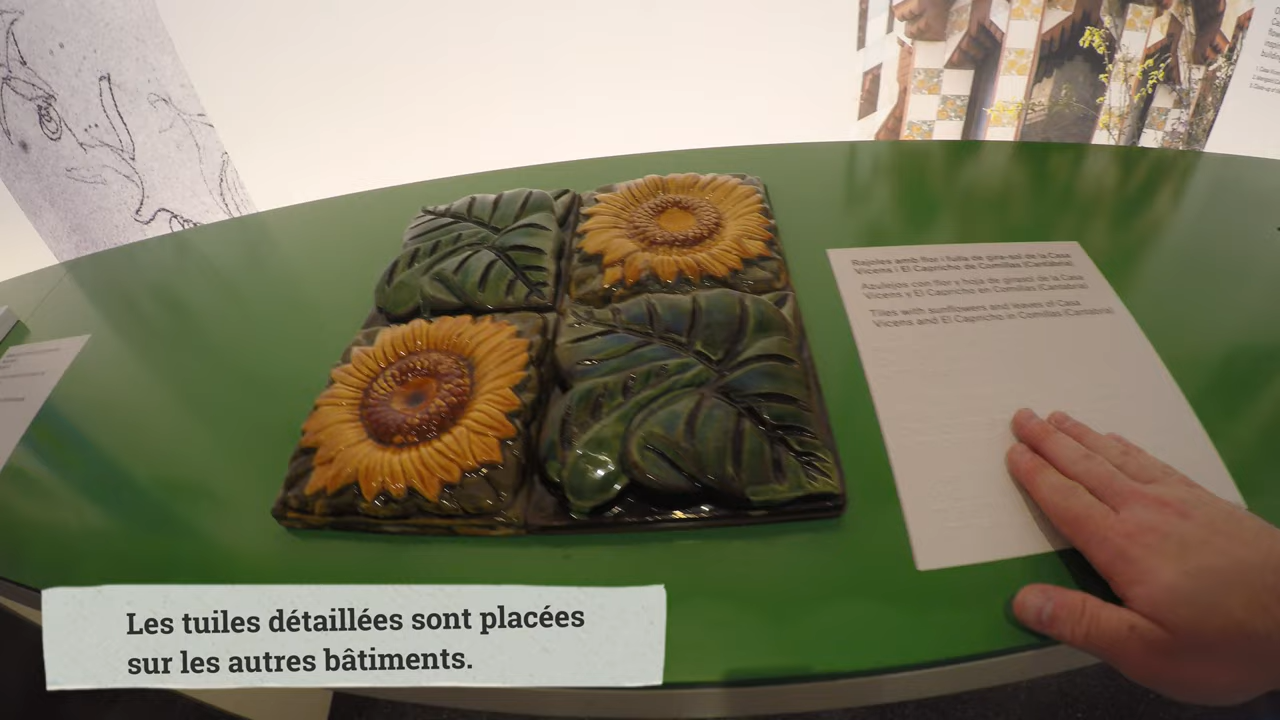 Rajoles amb flor i fulla de gira-sol de la Casa
Vicens i El Capricho de Comillas (Cantàbria)
Azulejos con flor y hoja de girasol de la Casa
Vicens y El Capricho en Comillas (Cantabria)
Tiles with sunflowers and leaves of Casa
Vicens and El Capricho in Comillas (Cantabria)
Les tuiles détaillées sont placées
sur les autres bâtiments.